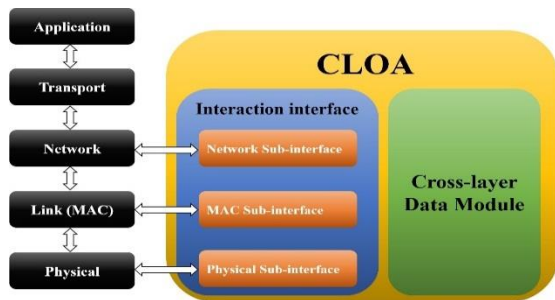 Application
Transport
Network
Link (MAC)
Physical
CLOA
Interaction interface
Network Sub-interface
MAC Sub-interface
Physical Sub-interface
Cross-layer
Data Module